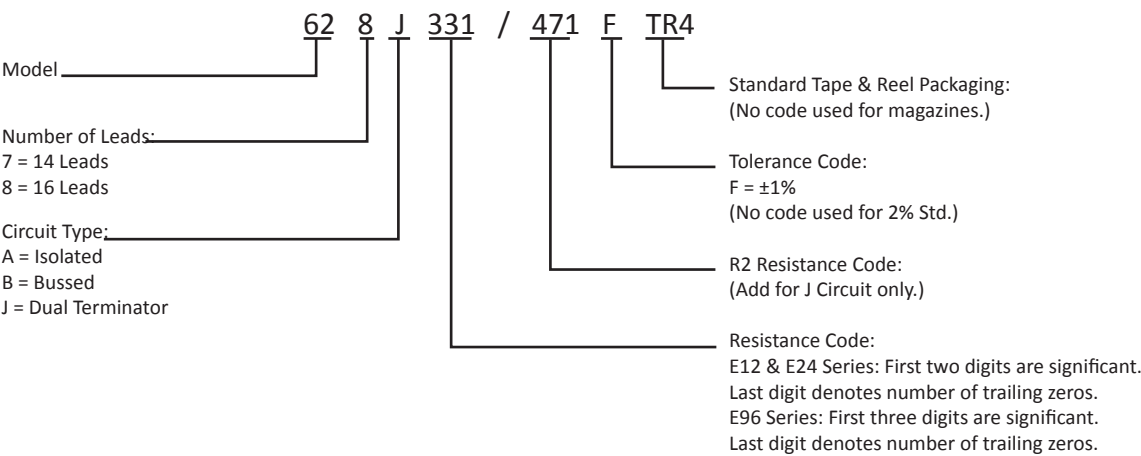 62 8 J 331 / 471 F TR4
Model
Number of Leads:
7 = 14 Leads
8 = 16 Leads
Circuit Type:
A = Isolated
B = Bussed
J = Dual Terminator
Standard Tape & Reel Packaging:
(No code used for magazines.)
Tolerance Code:
F = ±1%
(No code used for 2% Std.)
R2 Resistance Code:
(Add for J Circuit only.)
Resistance Code:
E12 & E24 Series: First two digits are significant.
Last digit denotes number of trailing zeros.
E96 Series: First three digits are significant.
Last digit denotes number of trailing zeros.